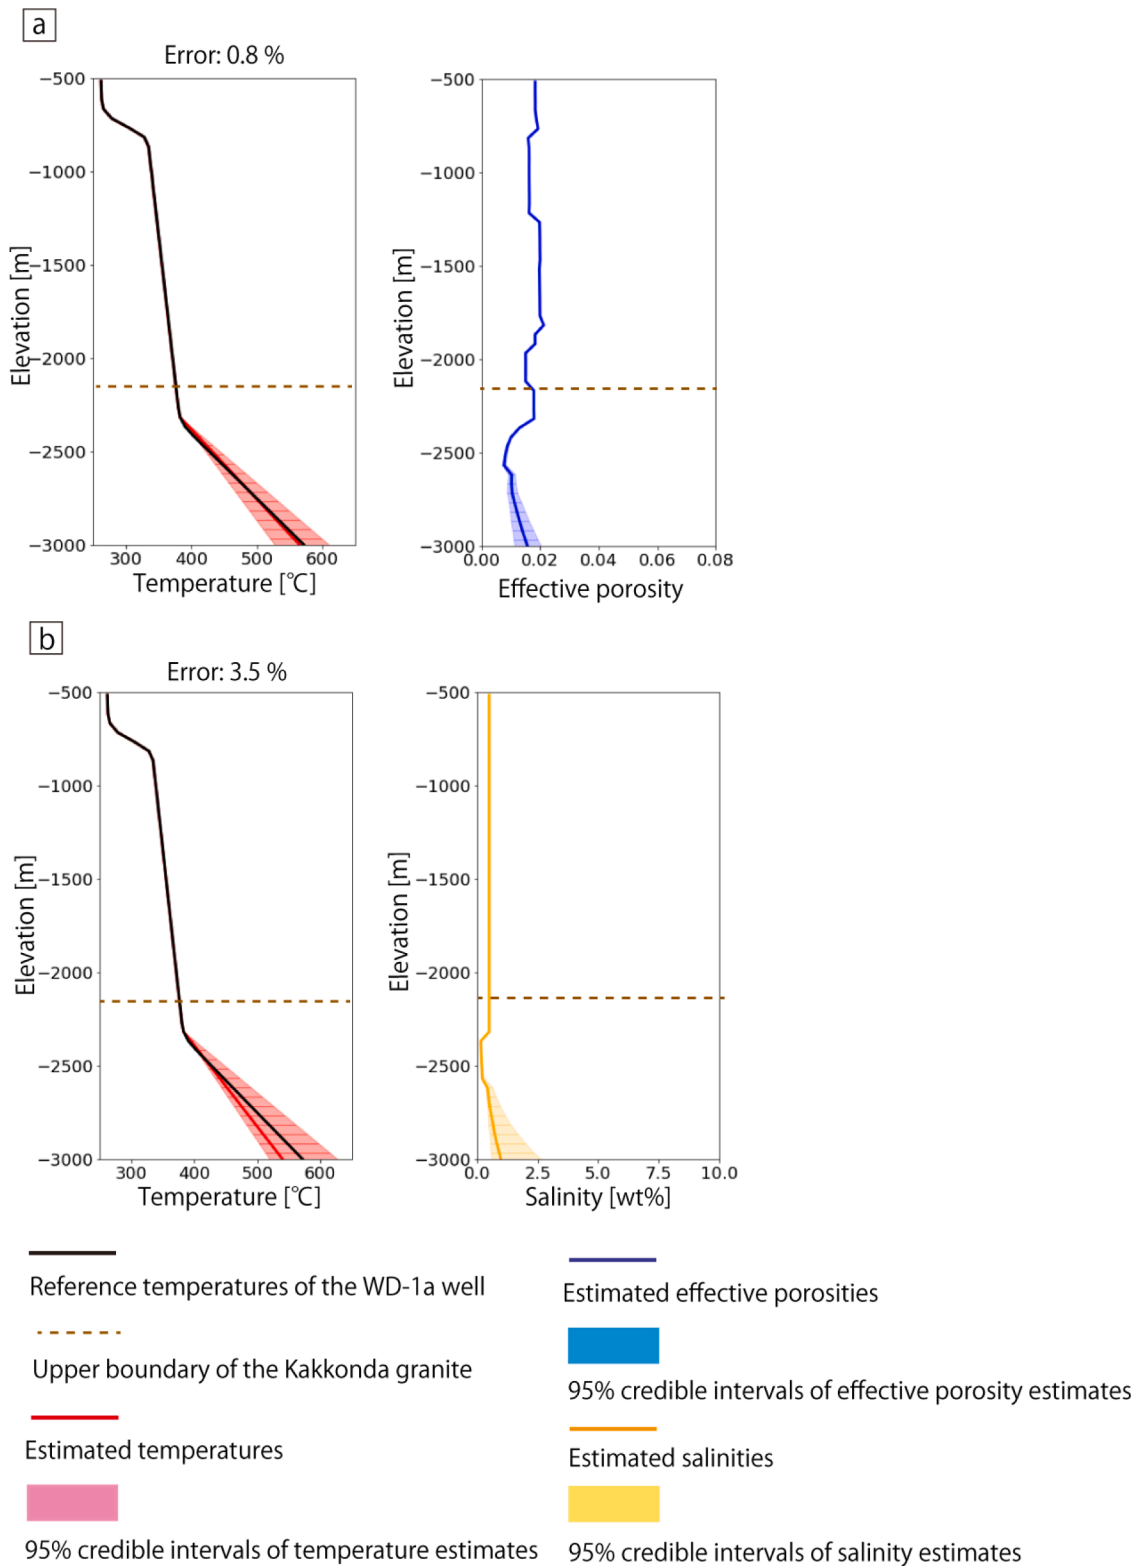 a
Error: 0.8 %
−500
−1000
−1500
−2000
−2500
−3000
Elevation [m]
300 400 500 600
Temperature [℃]
−500
−1000
−1500
−2000
−2500
−3000
Elevation [m]
0.00 0.02 0.04 0.06 0.08
Effective porosity
b
Error: 3.5 %
−500
−1000
−1500
−2000
−2500
−3000
Elevation [m]
300 400 500 600
Temperature [℃]
−500
−1000
−1500
−2000
−2500
−3000
Elevation [m]
0.0 2.5 5.0 7.5 10.0
Salinity [wt%]
Reference temperatures of the WD-1a well
Upper boundary of the Kakkonda granite
Estimated temperatures
95% credible intervals of temperature estimates
Estimated effective porosities
95% credible intervals of effective porosity estimates
Estimated salinities
95% credible intervals of salinity estimates